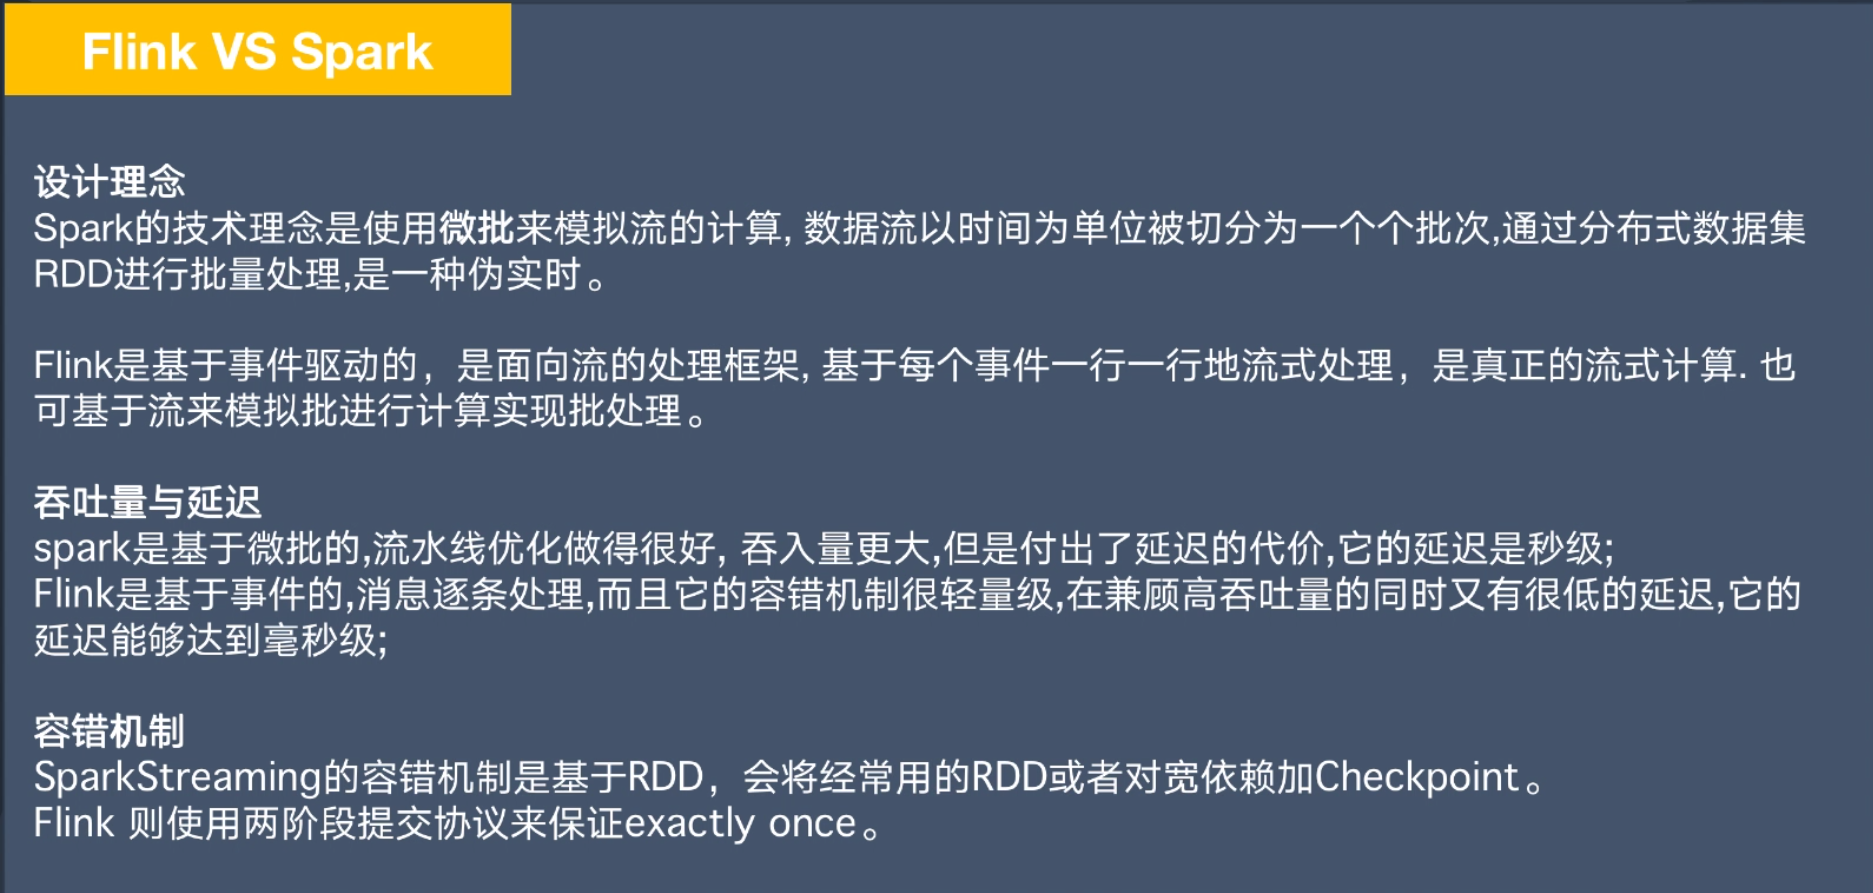 Flink VS Spark
设计理念
Spark的技术理念是使用微批来模拟流的计算, 数据流以时间为单位被切分为一个个批次,通过分布式数据集
RDD进行批量处理,是一种伪实时。
Flink是基于事件驱动的，是面向流的处理框架, 基于每个事件一行一行地流式处理，是真正的流式计算. 也
可基于流来模拟批进行计算实现批处理。
吞吐量与延迟
spark是基于微批的,流水线优化做得很好, 吞入量更大,但是付出了延迟的代价,它的延迟是秒级;
Flink是基于事件的,消息逐条处理,而且它的容错机制很轻量级,在兼顾高吞吐量的同时又有很低的延迟,它的
延迟能够达到毫秒级;
容错机制
SparkStreaming的容错机制是基于RDD，会将经常用的RDD或者对宽依赖加Checkpoint。
Flink 则使用两阶段提交协议来保证exactly once。